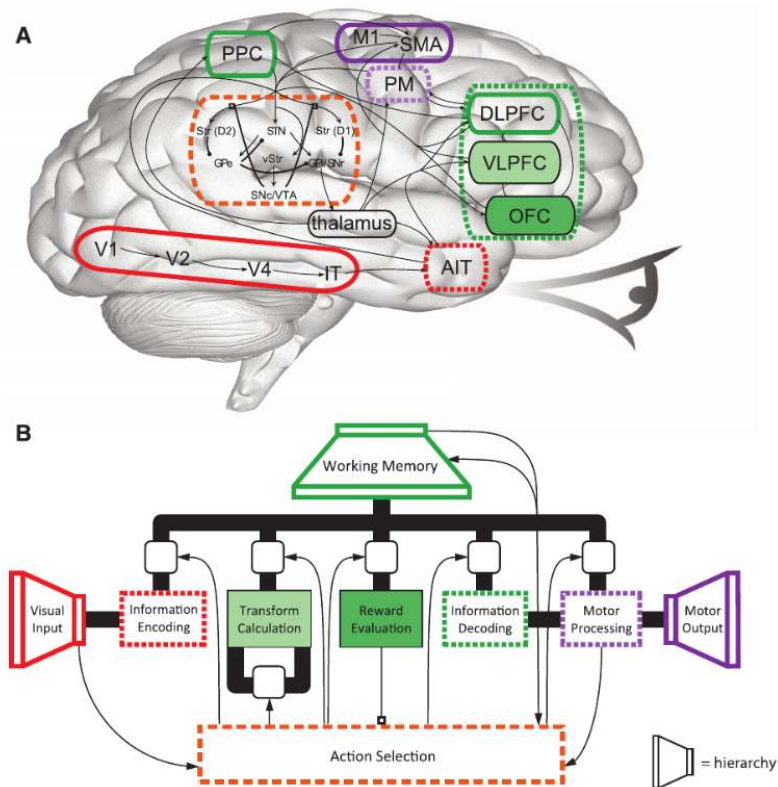 A
PPC
M1
SMA
PM
DLPFC
VLPFC
OFC
Str (D2)
STN
Str (D1)
GPe
vStr
GPi/SNr
SNc/VTA
thalamus
V1
V2
V4
IT
AIT
B
Working Memory
Visual
Input
Information
Encoding
Transform
Calculation
Reward
Evaluation
Information
Decoding
Motor
Processing
Motor
Output
Action Selection
= hierarchy